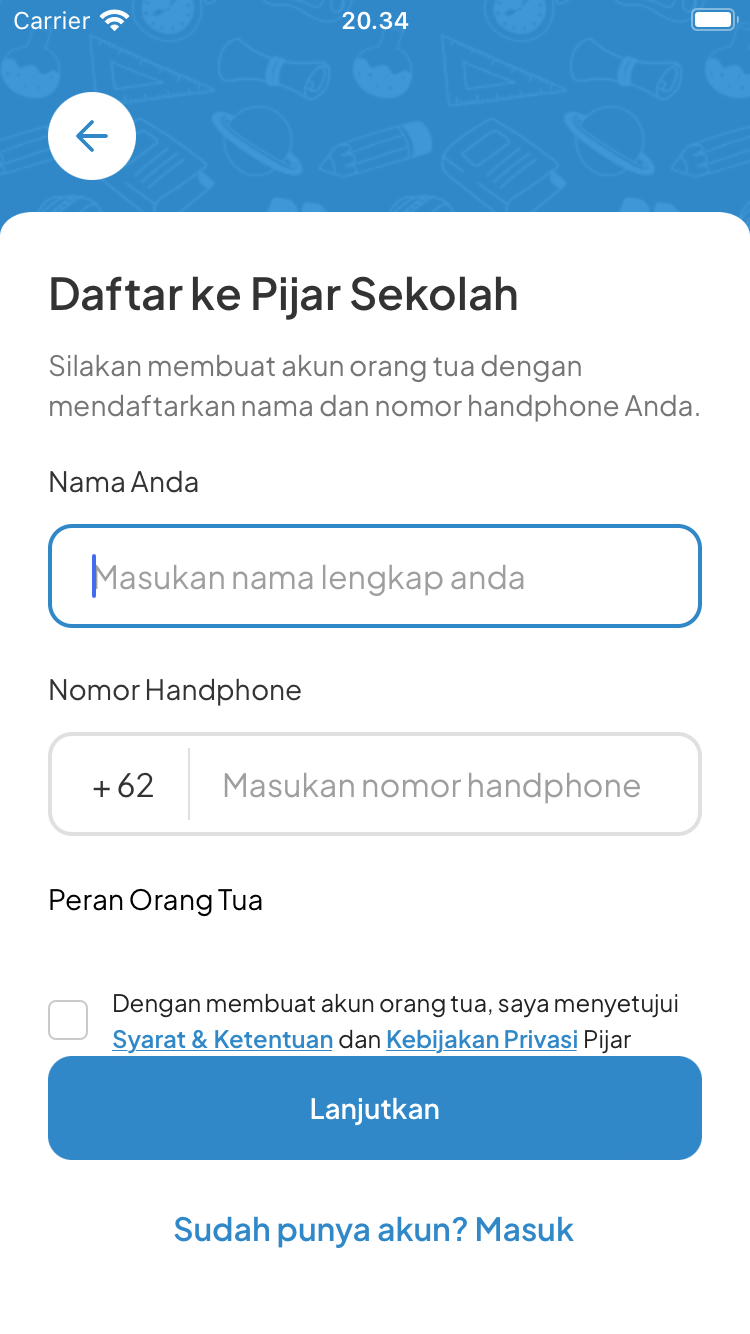 Carrier
20.34
Daftar ke Pijar Sekolah
Silakan membuat akun orang tua dengan
mendaftarkan nama dan nomor handphone Anda.
Nama Anda
Masukan nama lengkap anda
Nomor Handphone
+ 62
Masukan nomor handphone
Peran Orang Tua
Dengan membuat akun orang tua, saya menyetujui
Syarat & Ketentuan dan Kebijakan Privasi Pijar
Lanjutkan
Sudah punya akun? Masuk